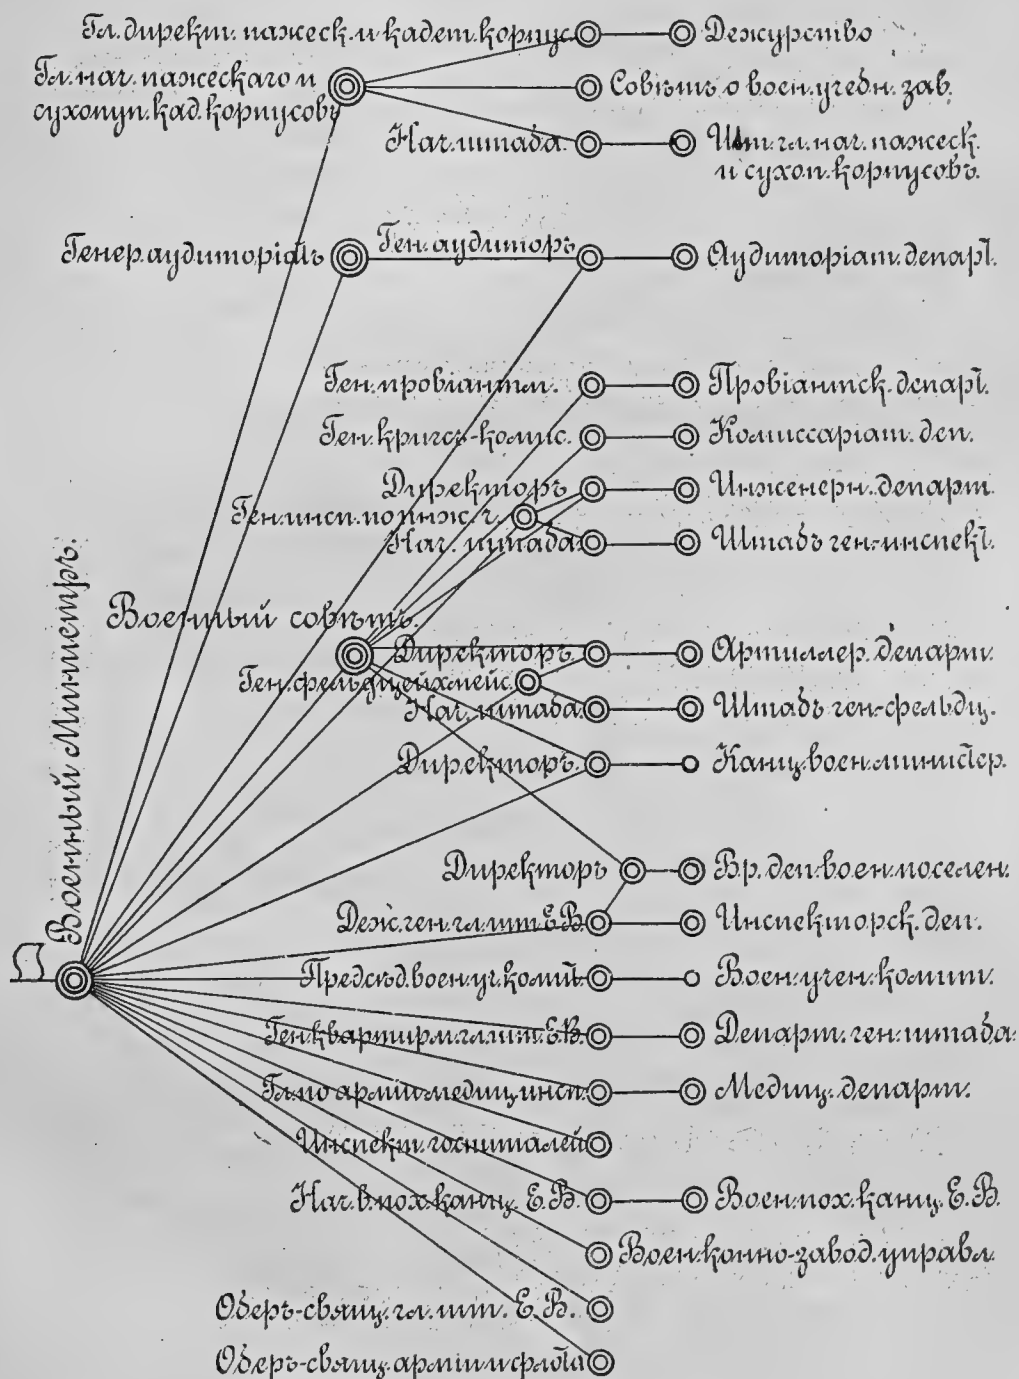 Гл. директ. пажеск. и кадет. корпус.
Дежурство
Гл. нач. пажескаго и
сухопут. кад. корпусовъ
Совѣтъ о воен. учебн. зав.
Нач. штаба.
Шт. гл. нач. пажеск.
и сухоп. корпусовъ.
Генер. аудиторіатъ
Ген. аудиторъ
Аудиторіат. департ.
Ген. провіантм.
Провіантск. департ.
Ген. кригсъ-комис.
Комиссаріат. деп.
Директоръ
Инженерн. департ.
Ген. инсп. по инж. ч.
Нач. штаба.
Штабъ ген.-инспект.
Военный совѣтъ.
Директоръ.
Артиллер. департ.
Ген. фельдцейхмейс.
Нач. штаба.
Штабъ ген.-фельдц.
Директоръ.
Канц. воен. министер.
Военный Министръ.
Директоръ
Вр. деп. воен. поселен.
Деж. ген. гл. шт. Е.В.
Инспекторск. деп.
Предсѣд. воен. уч. комит.
Воен. учен. комит.
Ген. квартирм. гл. шт. Е.В.
Департ. ген. штаба.
Гл. по арміи медиц. инсп.
Медиц. департ.
Инспект. госпиталей
Нач. в. пох. канц. Е.В.
Воен. пох. канц. Е.В.
Воен. конно-завод. управл.
Оберъ-свящ. гл. шт. Е.В.
Оберъ-свящ. арміи и флота